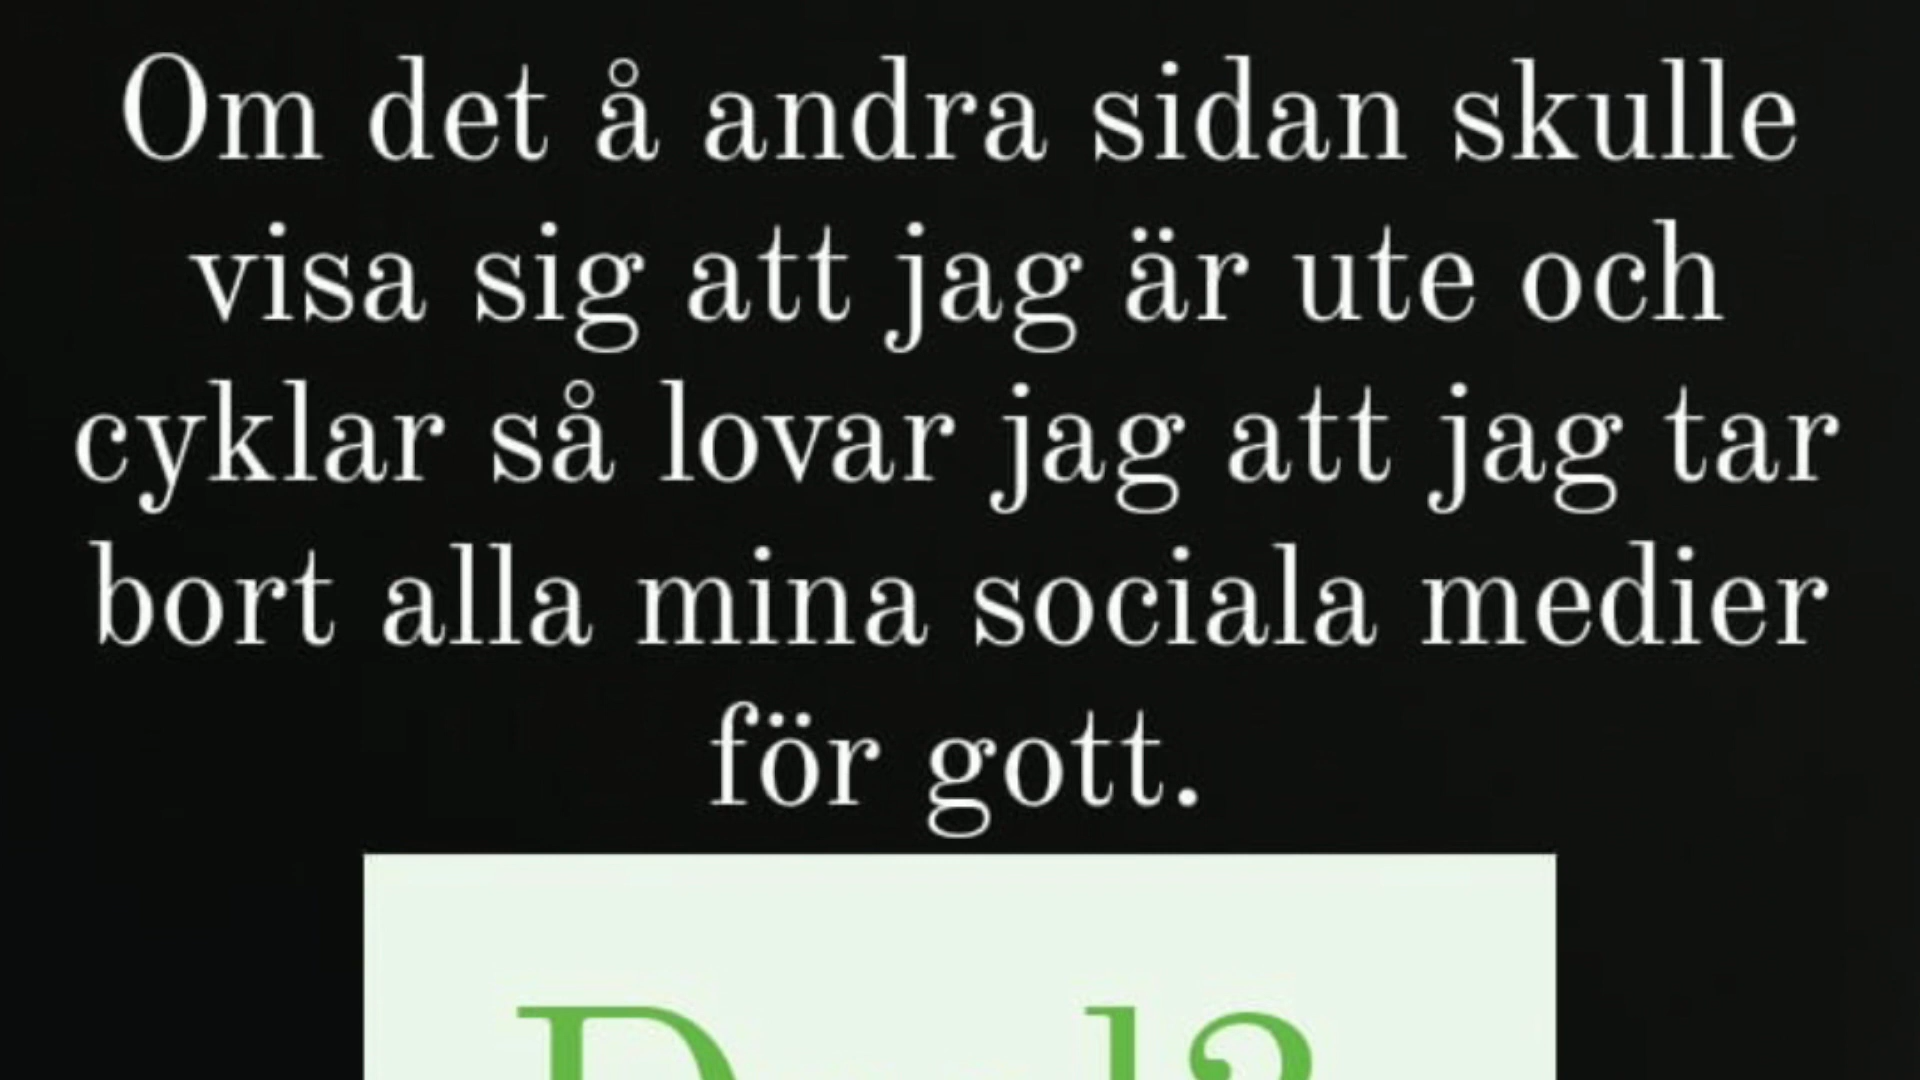 Om det å andra sidan skulle
visa sig att jag är ute och
cyklar så lovar jag att jag tar
bort alla mina sociala medier
för gott.